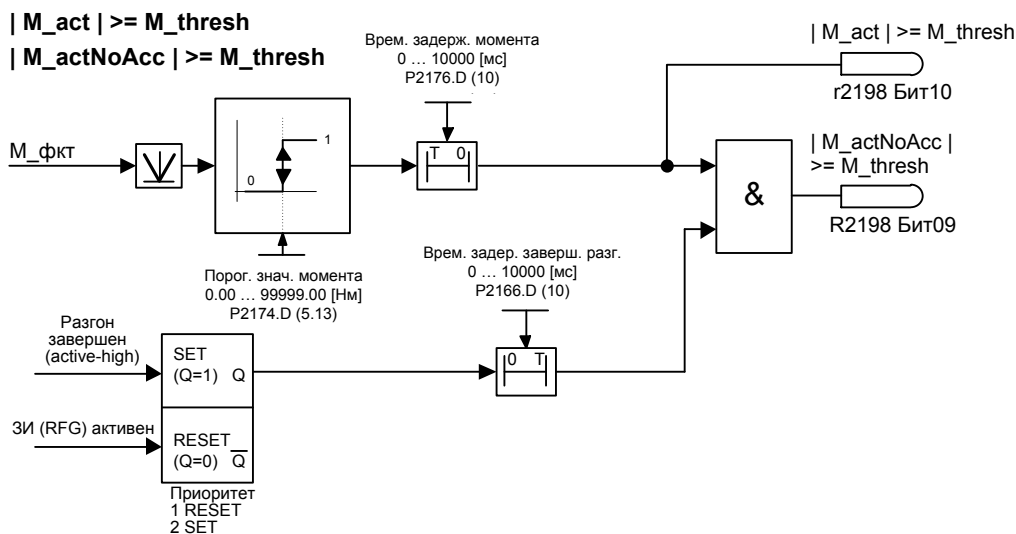 | M_act | >= M_thresh
| M_actNoAcc | >= M_thresh
Врем. задерж. момента
0 … 10000 [мс]
P2176.D (10)
| M_act | >= M_thresh
r2198 Бит10
М_фкт
1
0
T 0
| M_actNoAcc |
>= M_thresh
&
R2198 Бит09
Порог. знач. момента
0.00 … 99999.00 [Нм]
P2174.D (5.13)
Врем. задер. заверш. разг.
0 … 10000 [мс]
P2166.D (10)
Разгон
завершен
(active-high)
SET
(Q=1) Q
0 T
ЗИ (RFG) активен
RESET
(Q=0) Q
Приоритет
1 RESET
2 SET